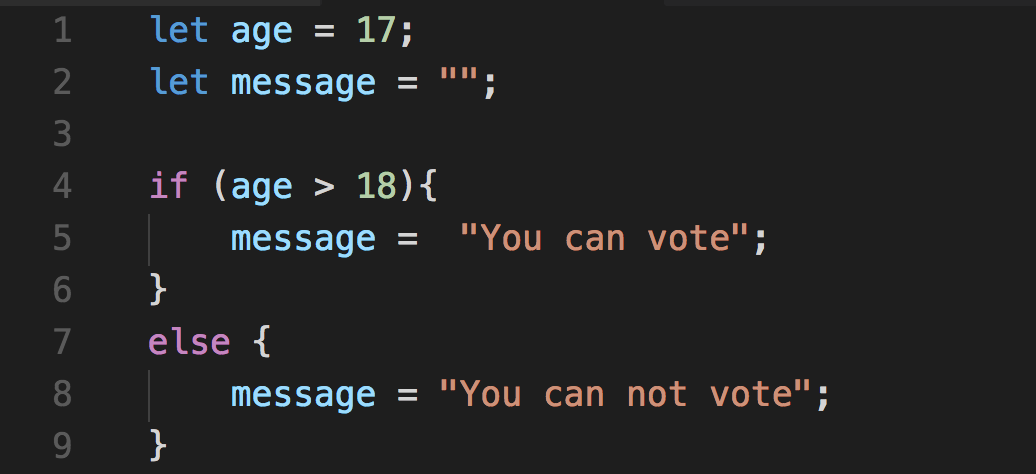 1 let age = 17;
2 let message = "";
3
4 if (age > 18){
5     message =  "You can vote";
6 }
7 else {
8     message = "You can not vote";
9 }